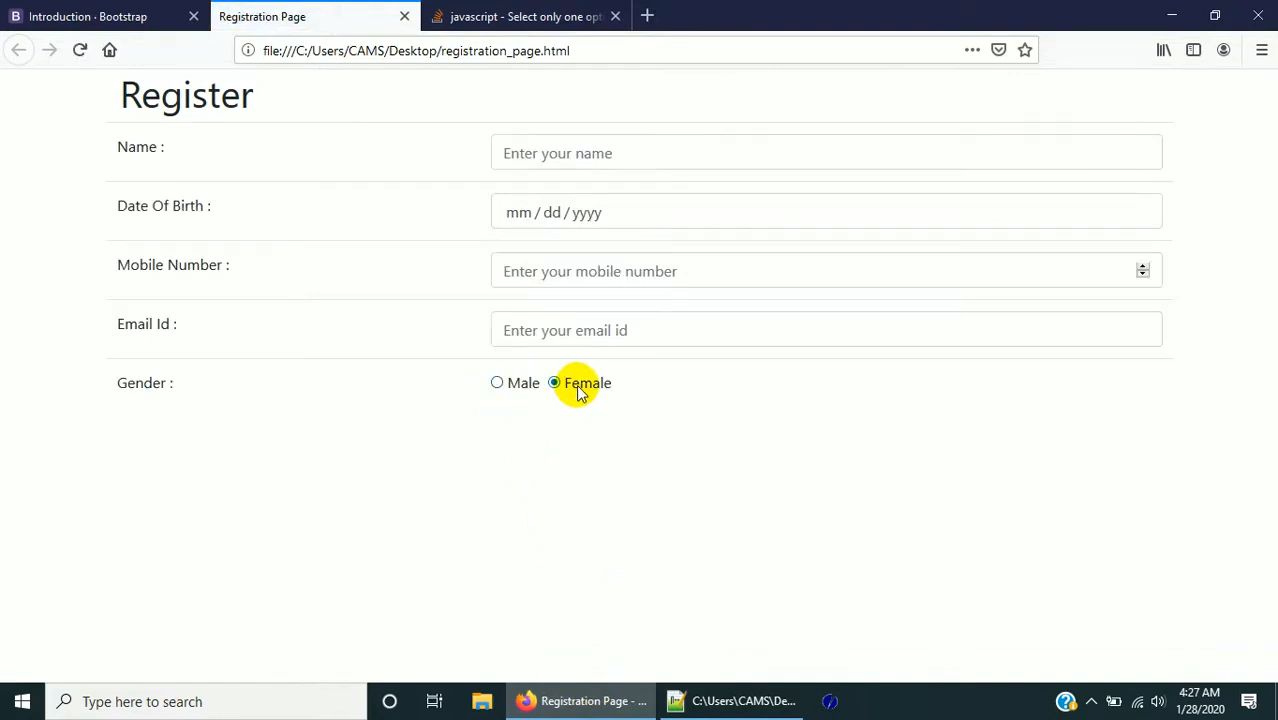 Introduction · Bootstrap
Registration Page
javascript - Select only one opt
file:///C:/Users/CAMS/Desktop/registration_page.html
Register
Name :
Enter your name
Date Of Birth :
mm / dd / yyyy
Mobile Number :
Enter your mobile number
Email Id :
Enter your email id
Gender :
Male Female
Type here to search
Registration Page - ...
C:\Users\CAMS\De...
4:27 AM
1/28/2020